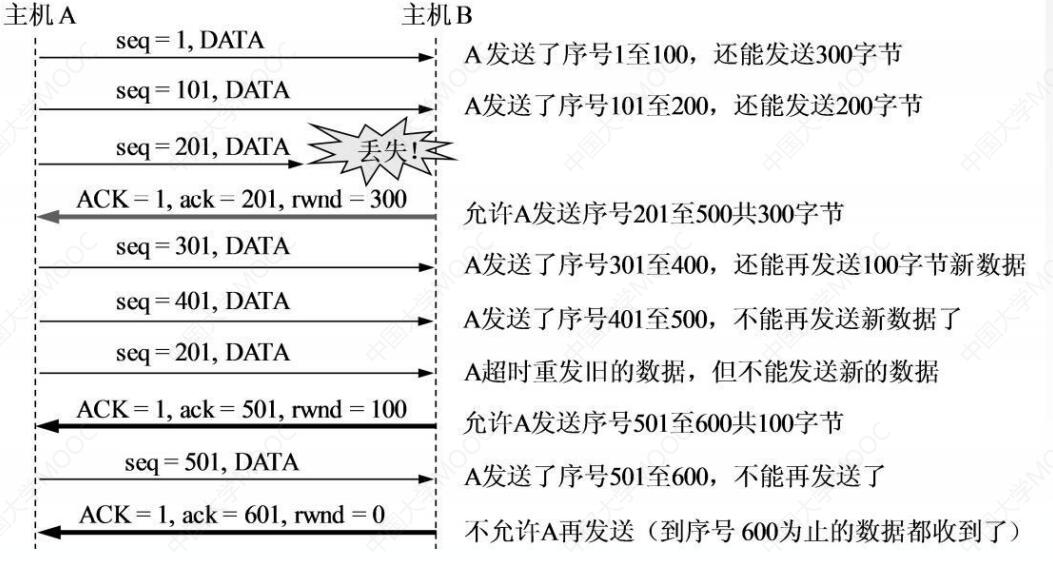 主机 A 主机 B
seq = 1, DATA A 发送了序号1至100，还能发送300字节
seq = 101, DATA A发送了序号101至200，还能发送200字节
seq = 201, DATA 丢失！
ACK = 1, ack = 201, rwnd = 300 允许A发送序号201至500共300字节
seq = 301, DATA A发送了序号301至400，还能再发送100字节新数据
seq = 401, DATA A发送了序号401至500，不能再发送新数据了
seq = 201, DATA A超时重发旧的数据，但不能发送新的数据
ACK = 1, ack = 501, rwnd = 100 允许A发送序号501至600共100字节
seq = 501, DATA A发送了序号501至600，不能再发送了
ACK = 1, ack = 601, rwnd = 0 不允许A再发送（到序号 600为止的数据都收到了）
中国大学MOOC